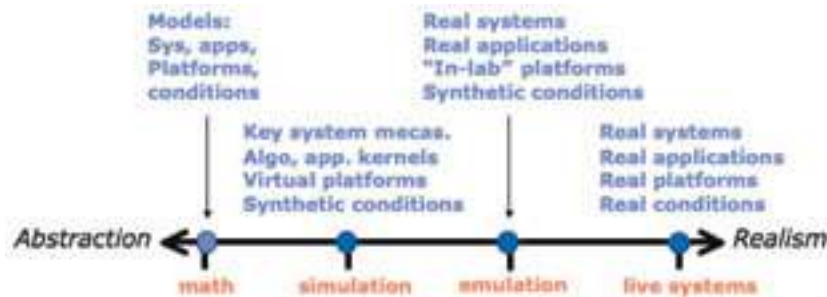 Models:
Sys, apps,
Platforms,
conditions
Real systems
Real applications
"In-lab" platforms
Synthetic conditions
Key system mecas.
Algo, app. kernels
Virtual platforms
Synthetic conditions
Real systems
Real applications
Real platforms
Real conditions
Abstraction
Realism
math
simulation
emulation
live systems